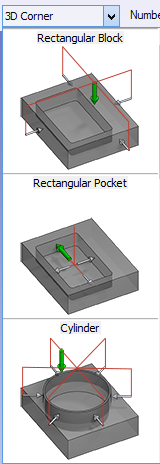 3D Corner Numbe
Rectangular Block
Rectangular Pocket
Cylinder